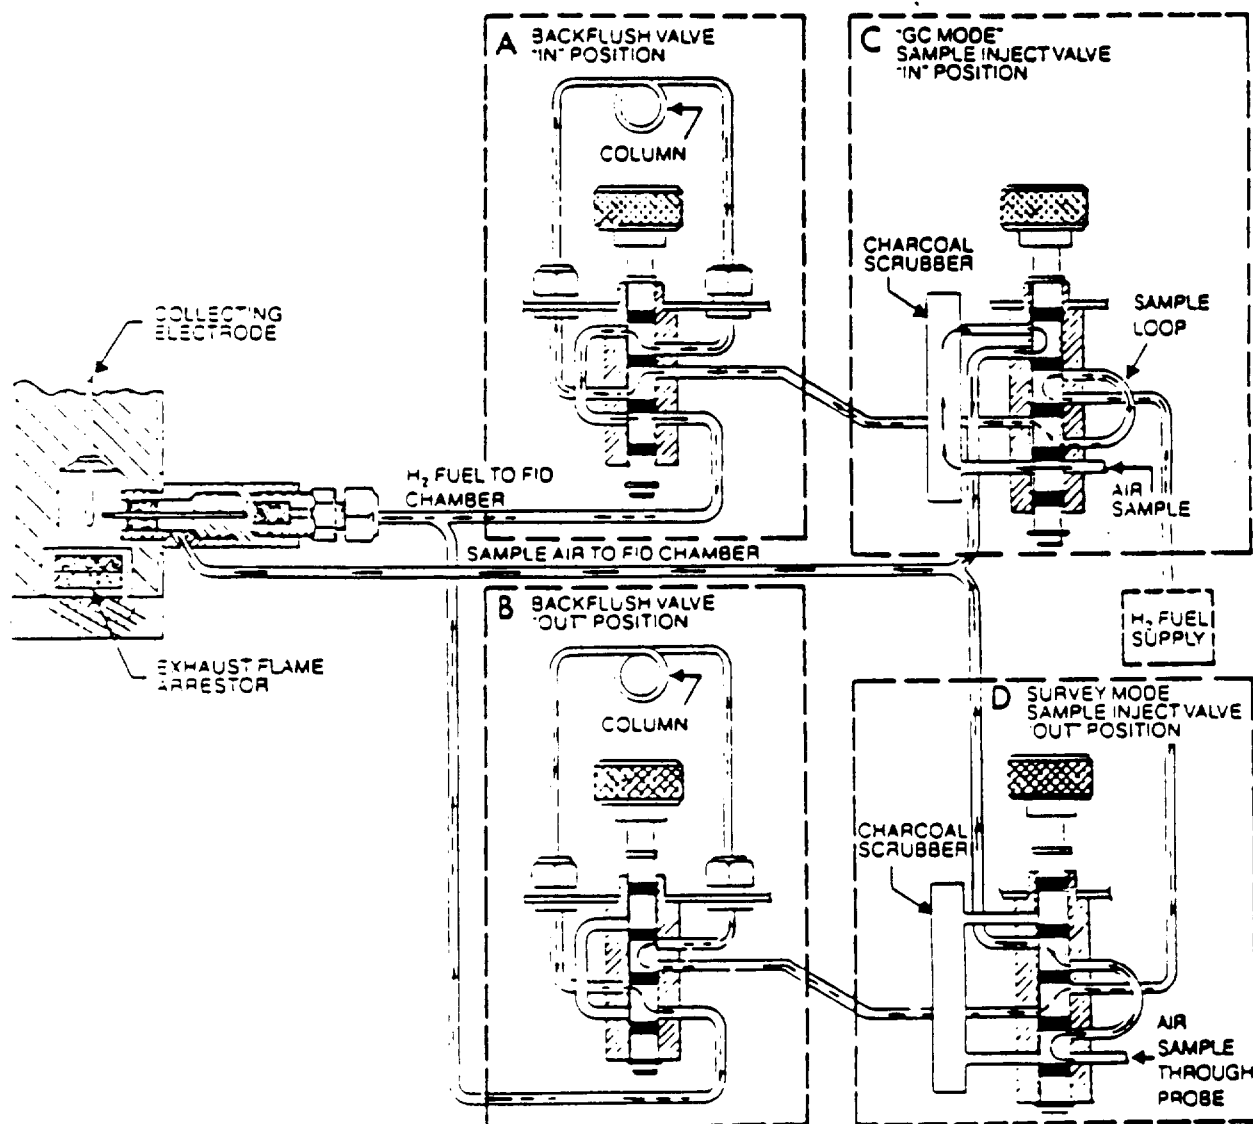 A BACKFLUSH VALVE
"IN" POSITION
COLUMN
C "GC MODE"
SAMPLE INJECT VALVE
"IN" POSITION
CHARCOAL
SCRUBBER
SAMPLE
LOOP
AIR
SAMPLE
COLLECTING
ELECTRODE
H₂ FUEL TO FID
CHAMBER
SAMPLE AIR TO FID CHAMBER
EXHAUST FLAME
ARRESTOR
B BACKFLUSH VALVE
"OUT" POSITION
COLUMN
H₂ FUEL
SUPPLY
D SURVEY MODE
SAMPLE INJECT VALVE
"OUT" POSITION
CHARCOAL
SCRUBBER
AIR
SAMPLE
THROUGH
PROBE